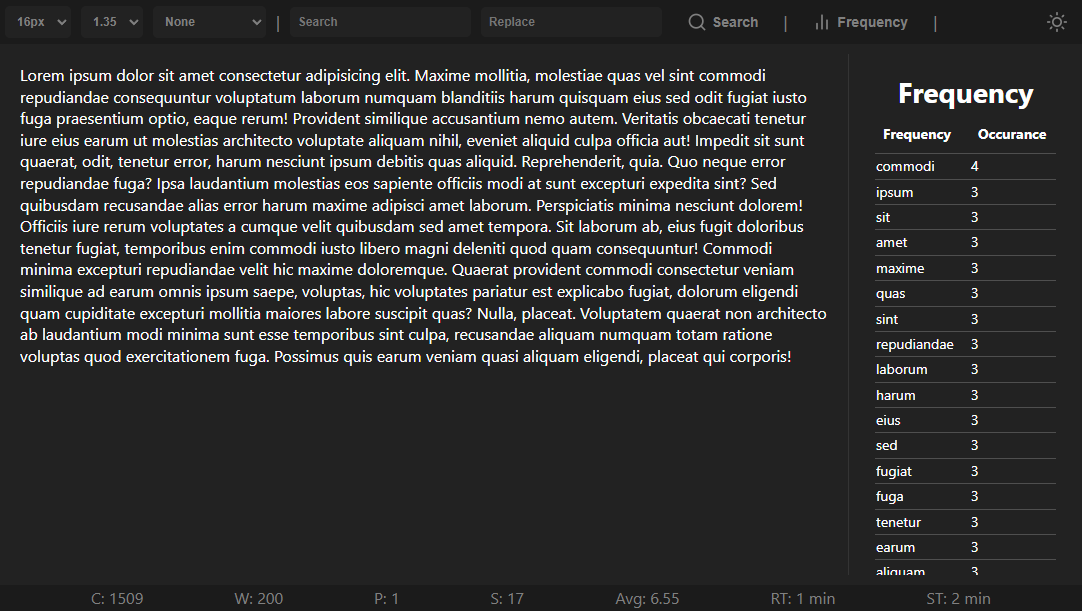 16px 1.35 None | Search Replace Search | Frequency |
Lorem ipsum dolor sit amet consectetur adipisicing elit. Maxime mollitia, molestiae quas vel sint commodi
repudiandae consequuntur voluptatum laborum numquam blanditiis harum quisquam eius sed odit fugiat iusto
fuga praesentium optio, eaque rerum! Provident similique accusantium nemo autem. Veritatis obcaecati tenetur
iure eius earum ut molestias architecto voluptate aliquam nihil, eveniet aliquid culpa officia aut! Impedit sit sunt
quaerat, odit, tenetur error, harum nesciunt ipsum debitis quas aliquid. Reprehenderit, quia. Quo neque error
repudiandae fuga? Ipsa laudantium molestias eos sapiente officiis modi at sunt excepturi expedita sint? Sed
quibusdam recusandae alias error harum maxime adipisci amet laborum. Perspiciatis minima nesciunt dolorem!
Officiis iure rerum voluptates a cumque velit quibusdam sed amet tempora. Sit laborum ab, eius fugit doloribus
tenetur fugiat, temporibus enim commodi iusto libero magni deleniti quod quam consequuntur! Commodi
minima excepturi repudiandae velit hic maxime doloremque. Quaerat provident commodi consectetur veniam
similique ad earum omnis ipsum saepe, voluptas, hic voluptates pariatur est explicabo fugiat, dolorum eligendi
quam cupiditate excepturi mollitia maiores labore suscipit quas? Nulla, placeat. Voluptatem quaerat non architecto
ab laudantium modi minima sunt esse temporibus sint culpa, recusandae aliquam numquam totam ratione
voluptas quod exercitationem fuga. Possimus quis earum veniam quasi aliquam eligendi, placeat qui corporis!
Frequency
Frequency Occurance
commodi 4
ipsum 3
sit 3
amet 3
maxime 3
quas 3
sint 3
repudiandae 3
laborum 3
harum 3
eius 3
sed 3
fugiat 3
fuga 3
tenetur 3
earum 3
aliquam 3
C: 1509 W: 200 P: 1 S: 17 Avg: 6.55 RT: 1 min ST: 2 min